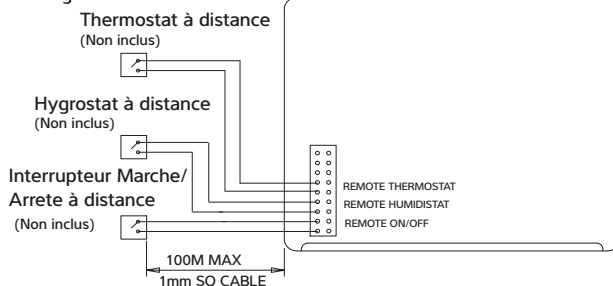 Thermostat à distance
(Non inclus)
Hygrostat à distance
(Non inclus)
Interrupteur Marche/
Arrete à distance
(Non inclus)
REMOTE THERMOSTAT
REMOTE HUMIDISTAT
REMOTE ON/OFF
100M MAX
1mm SQ CABLE